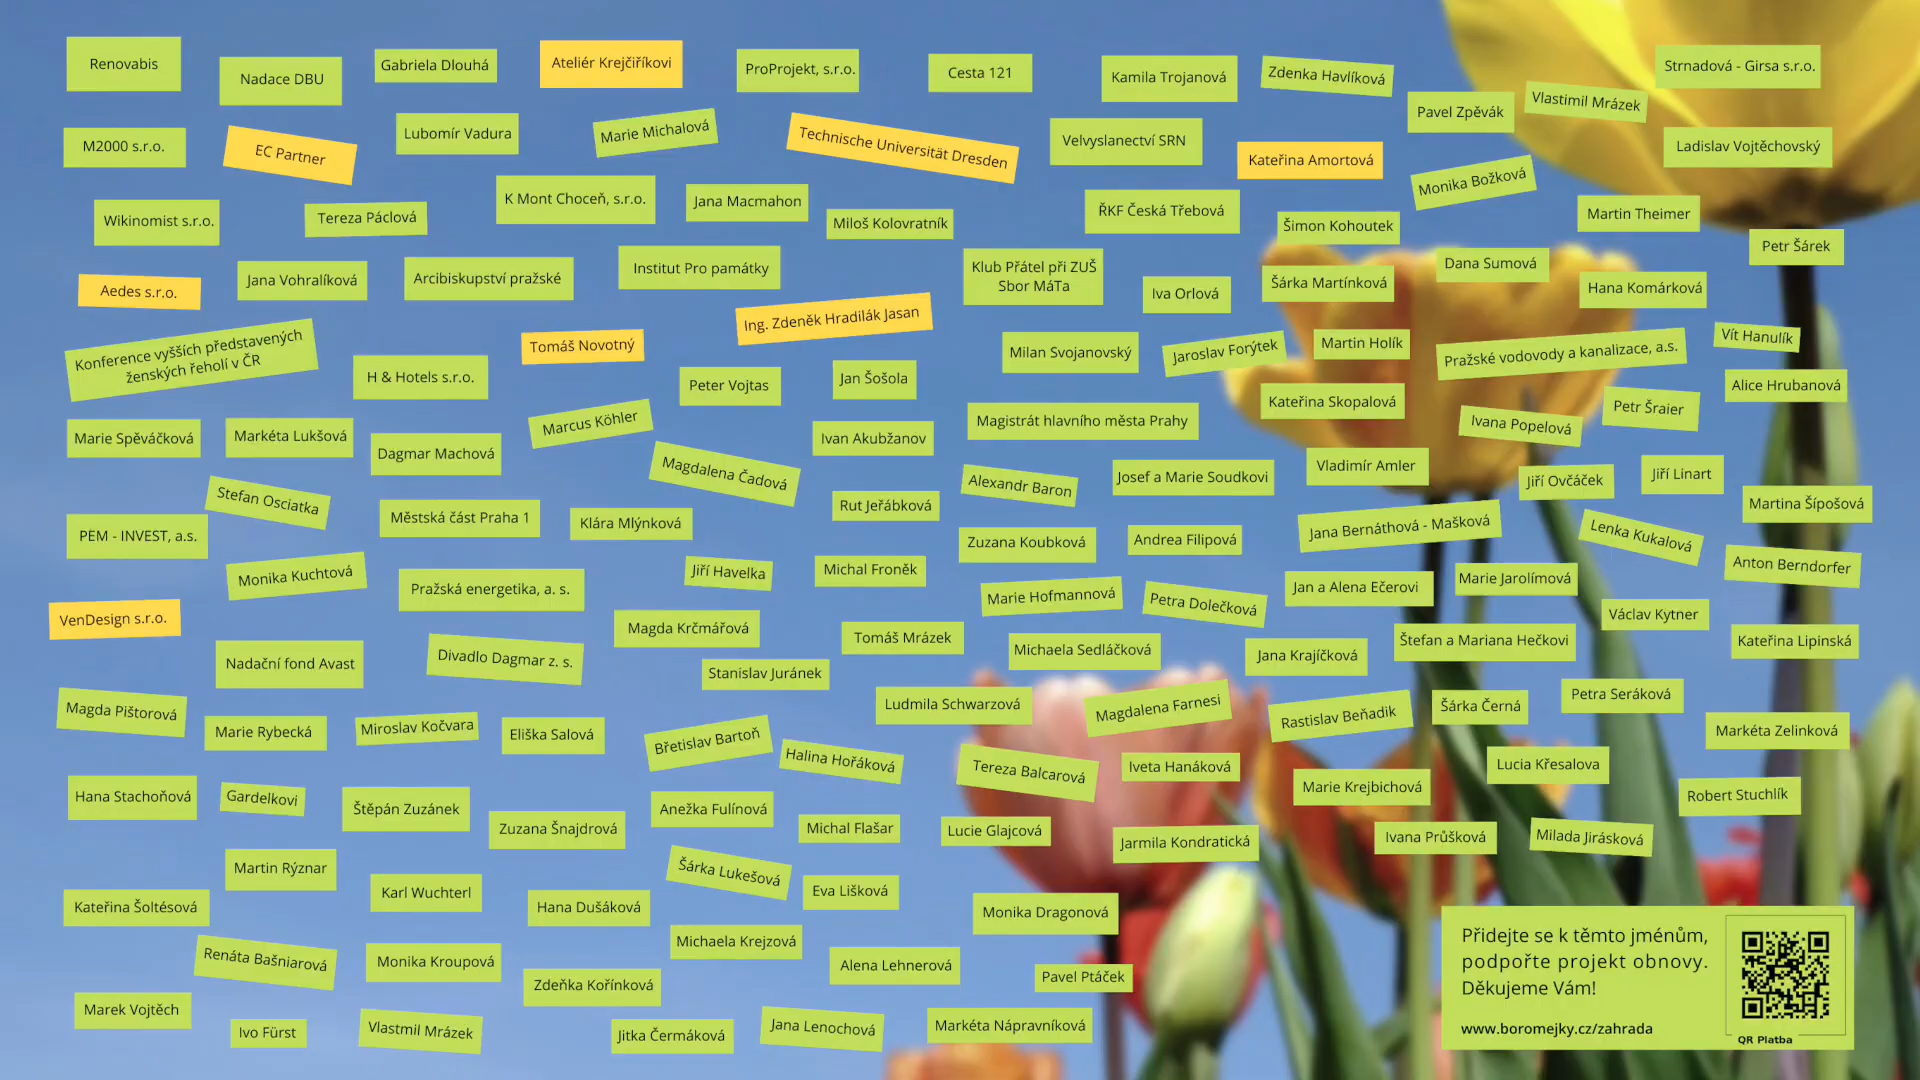 Renovabis
Nadace DBU
Gabriela Dlouhá
Ateliér Krejčiříkovi
ProProjekt, s.r.o.
Cesta 121
Kamila Trojanová
Zdenka Havlíková
Pavel Zpěvák
Vlastimil Mrázek
Strnadová - Girsa s.r.o.
M2000 s.r.o.
EC Partner
Lubomír Vadura
Marie Michalová
Technische Universität Dresden
Velvyslanectví SRN
Kateřina Amortová
Monika Božková
Ladislav Vojtěchovský
Wikinomist s.r.o.
Tereza Páclová
K Mont Choceň, s.r.o.
Jana Macmahon
Miloš Kolovratník
ŘKF Česká Třebová
Šimon Kohoutek
Martin Theimer
Petr Šárek
Aedes s.r.o.
Jana Vohralíková
Arcibiskupství pražské
Institut Pro památky
Klub Přátel při ZUŠ
Sbor MáTa
Iva Orlová
Šárka Martínková
Dana Sumová
Hana Komárková
Konference vyšších představených
ženských řeholí v ČR
H & Hotels s.r.o.
Tomáš Novotný
Ing. Zdeněk Hradilák Jasan
Milan Svojanovský
Jaroslav Forýtek
Martin Holík
Pražské vodovody a kanalizace, a.s.
Vít Hanulík
Peter Vojtas
Jan Šošola
Kateřina Skopalová
Alice Hrubanová
Marie Spěváčková
Markéta Lukšová
Dagmar Machová
Marcus Köhler
Magdalena Čadová
Ivan Akubžanov
Magistrát hlavního města Prahy
Ivana Popelová
Petr Šraier
Stefan Osciatka
Městská část Praha 1
Klára Mlýnková
Rut Jeřábková
Alexandr Baron
Josef a Marie Soudkovi
Vladimír Amler
Jiří Ovčáček
Jiří Linart
Martina Šípošová
PEM - INVEST, a.s.
Monika Kuchtová
Pražská energetika, a. s.
Jiří Havelka
Michal Froněk
Zuzana Koubková
Andrea Filipová
Jana Bernáthová - Mašková
Lenka Kukalová
Anton Berndorfer
VenDesign s.r.o.
Magda Krčmářová
Marie Hofmannová
Petra Dolečková
Jan a Alena Ečerovi
Marie Jarolímová
Václav Kytner
Nadační fond Avast
Divadlo Dagmar z. s.
Stanislav Juránek
Tomáš Mrázek
Michaela Sedláčková
Jana Krajíčková
Štefan a Mariana Hečkovi
Kateřina Lipinská
Magda Pištorová
Marie Rybecká
Miroslav Kočvara
Eliška Salová
Břetislav Bartoň
Halina Hořáková
Ludmila Schwarzová
Magdalena Farnesi
Rastislav Beňadik
Šárka Černá
Petra Seráková
Markéta Zelinková
Hana Stachoňová
Gardelkovi
Štěpán Zuzánek
Zuzana Šnajdrová
Anežka Fulínová
Michal Flašar
Tereza Balcarová
Iveta Hanáková
Marie Krejbichová
Lucia Křesalova
Robert Stuchlík
Lucie Glajcová
Jarmila Kondratická
Ivana Průšková
Milada Jirásková
Martin Rýznar
Karl Wuchterl
Hana Dušáková
Šárka Lukešová
Eva Lišková
Kateřina Šoltésová
Renáta Bašniarová
Monika Kroupová
Zdeňka Kořínková
Michaela Krejzová
Alena Lehnerová
Monika Dragonová
Pavel Ptáček
Marek Vojtěch
Ivo Fürst
Vlastmil Mrázek
Jitka Čermáková
Jana Lenochová
Markéta Nápravníková
Přidejte se k těmto jménům,
podpořte projekt obnovy.
Děkujeme Vám!
www.boromejky.cz/zahrada
QR Platba